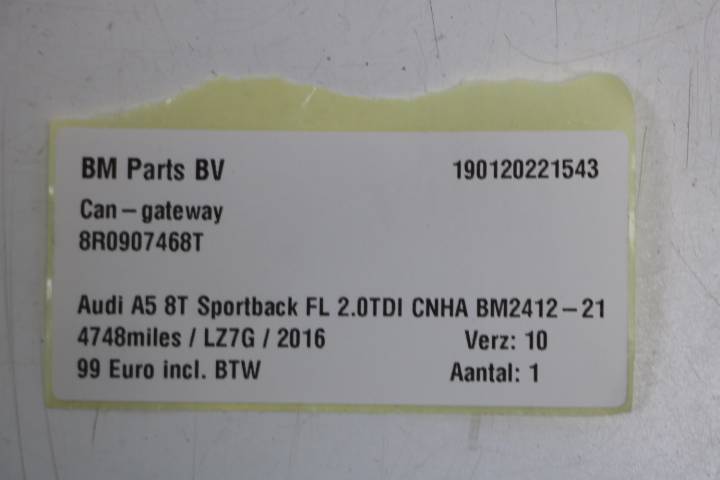 BM Parts BV 190120221543
Can-gateway
8R0907468T
Audi A5 8T Sportback FL 2.0TDI CNHA BM2412-21
4748miles / LZ7G / 2016 Verz: 10
99 Euro incl. BTW Aantal: 1